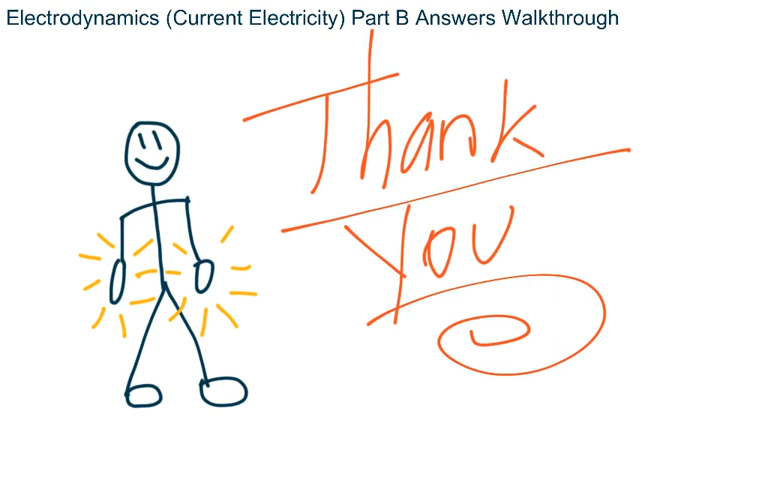 Electrodynamics (Current Electricity) Part B Answers Walkthrough
Thank
You